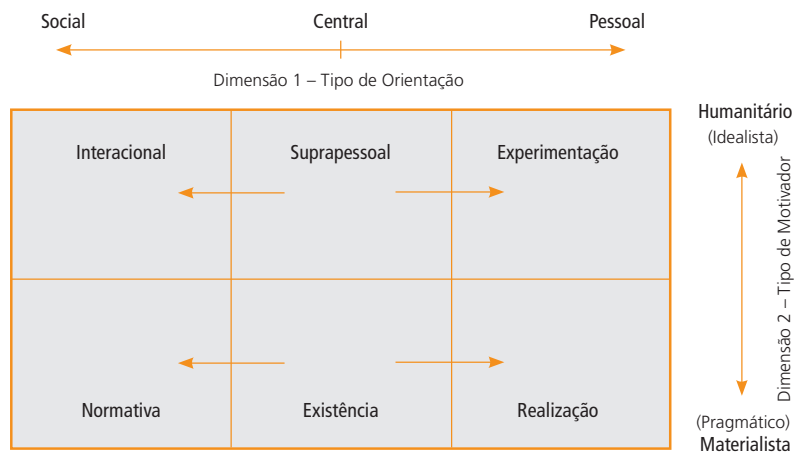 Social Central Pessoal
Dimensão 1 – Tipo de Orientação
Humanitário
(Idealista)
Interacional Suprapessoal Experimentação
Dimensão 2 – Tipo de Motivador
Normativa Existência Realização
(Pragmático)
Materialista